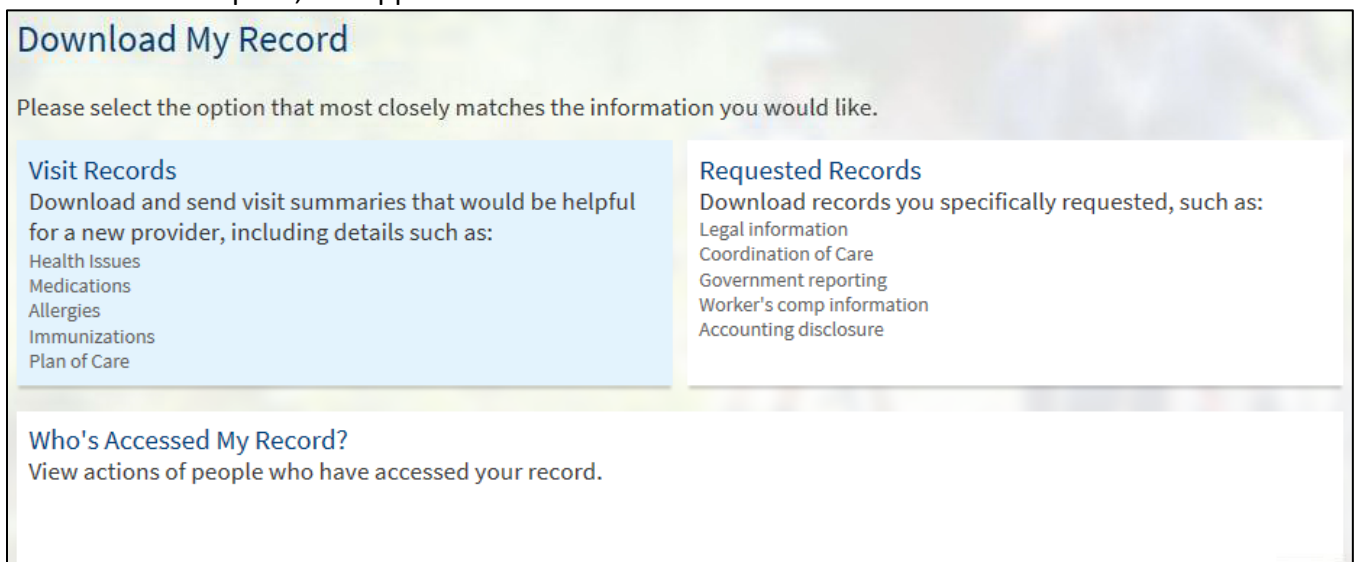 Download My Record
Please select the option that most closely matches the information you would like.
Visit Records
Download and send visit summaries that would be helpful
for a new provider, including details such as:
Health Issues
Medications
Allergies
Immunizations
Plan of Care
Requested Records
Download records you specifically requested, such as:
Legal information
Coordination of Care
Government reporting
Worker's comp information
Accounting disclosure
Who's Accessed My Record?
View actions of people who have accessed your record.